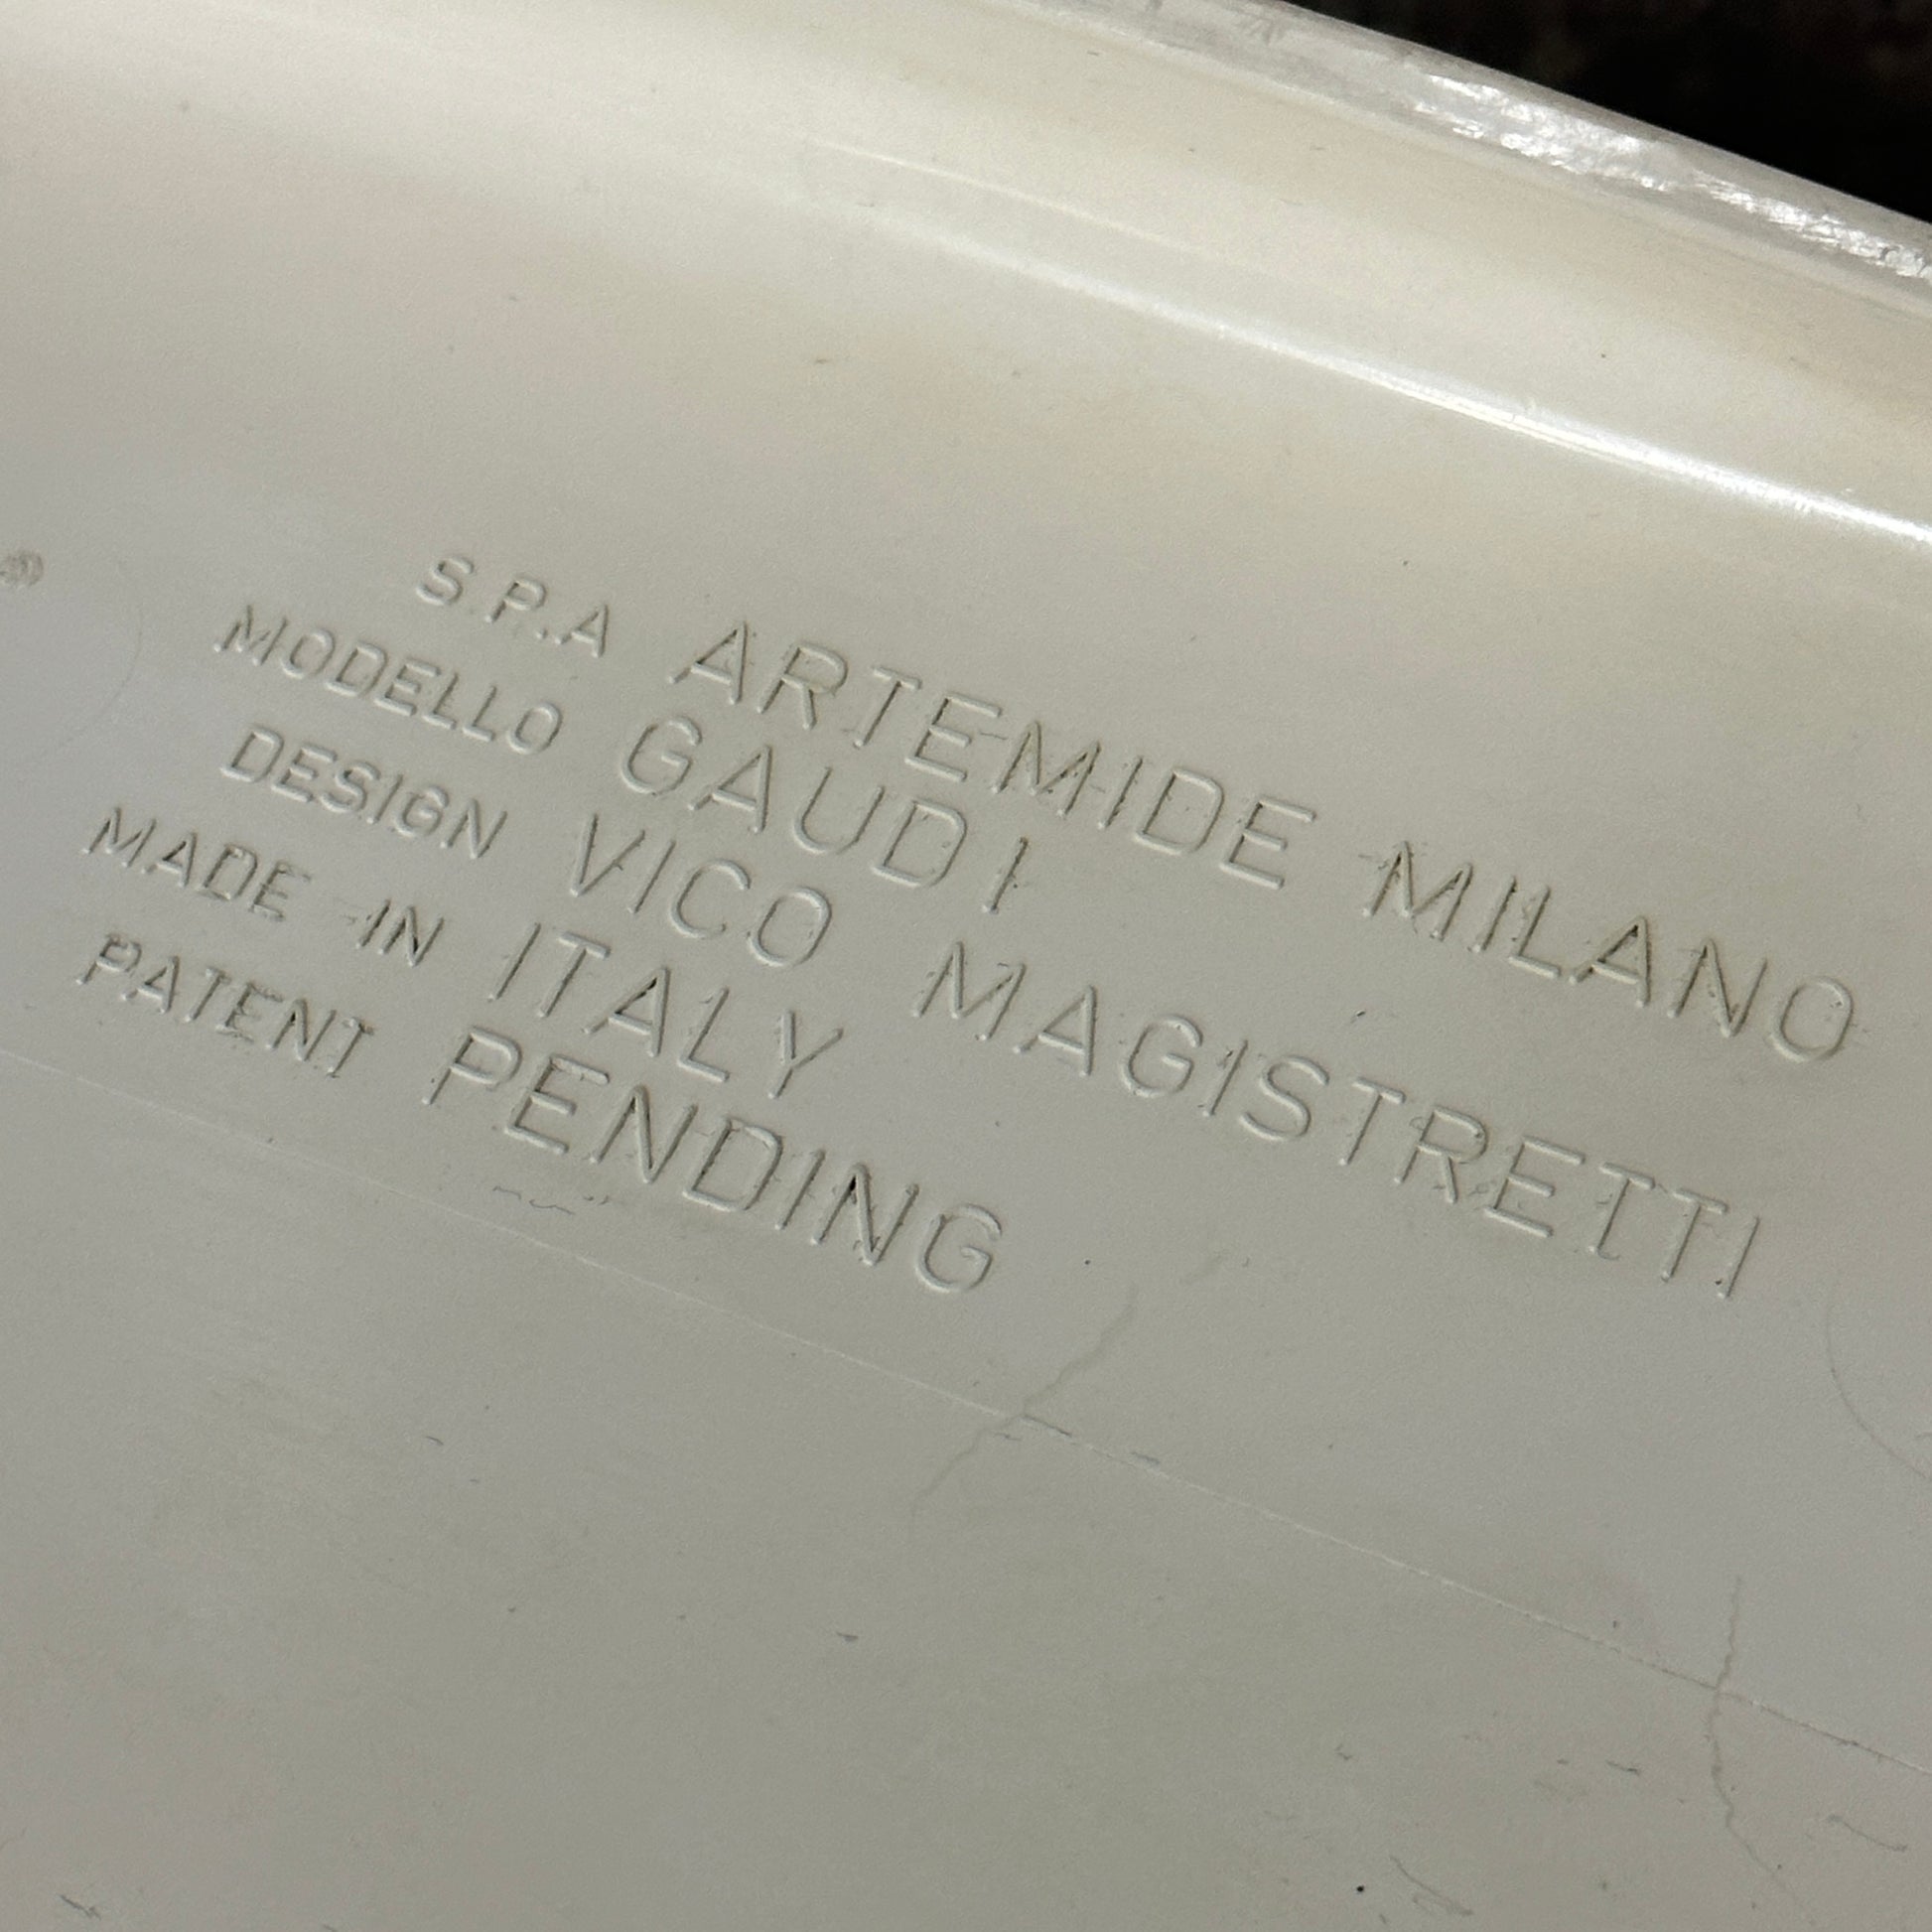 S.P.A ARTEMIDE MILANO
MODELLO GAUDI
DESIGN VICO MAGISTRETTI
MADE IN ITALY
PATENT PENDING